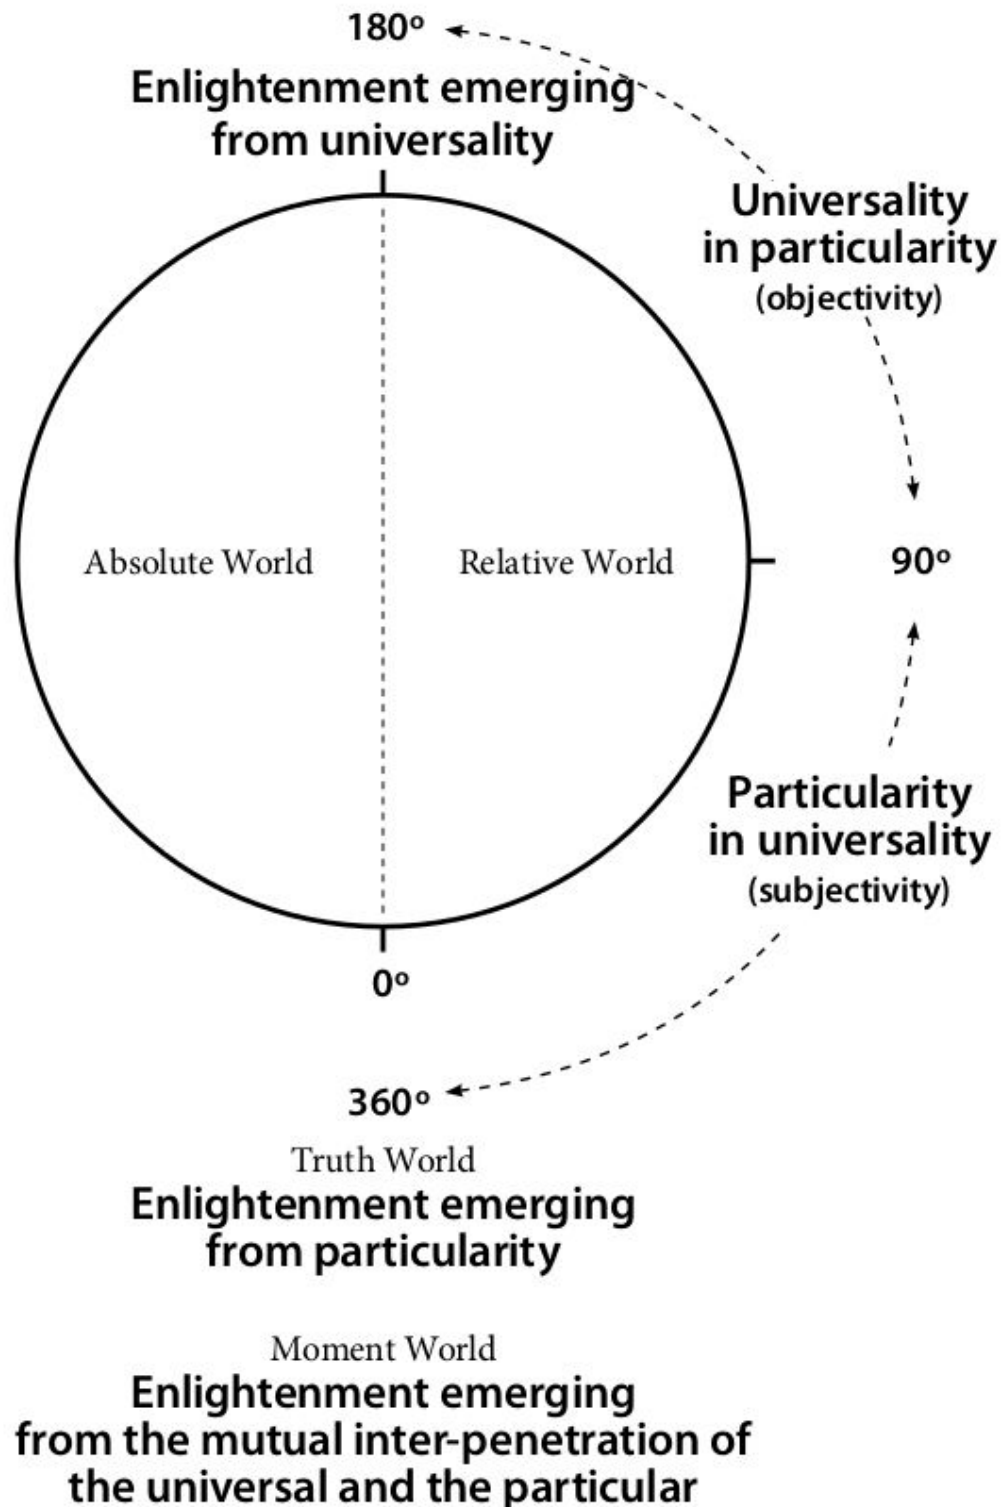 180º
Enlightenment emerging
from universality
Universality
in particularity
(objectivity)
Absolute World
Relative World
90º
Particularity
in universality
(subjectivity)
0º
360º
Truth World
Enlightenment emerging
from particularity
Moment World
Enlightenment emerging
from the mutual inter-penetration of
the universal and the particular